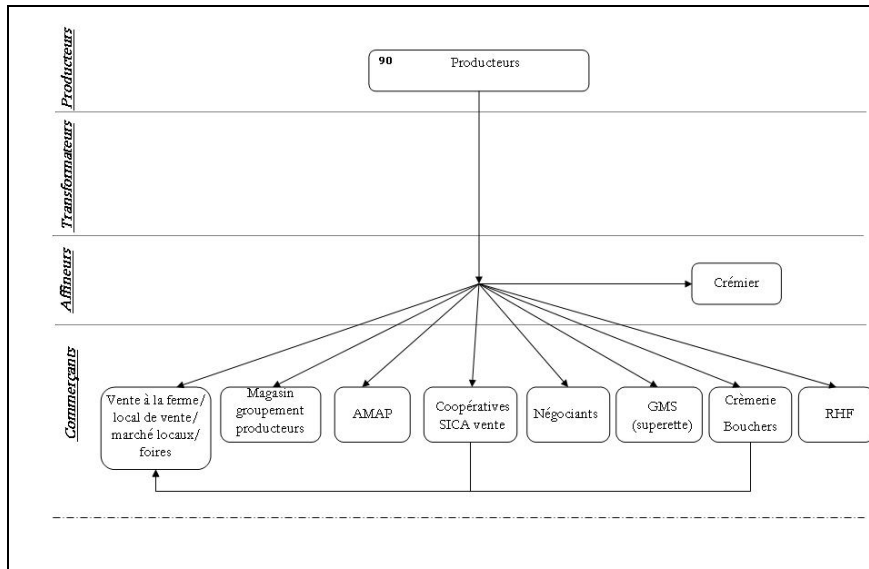 Producteurs
90
Producteurs
Transformateurs
Affineurs
Crémier
Commerçants
Vente à la ferme/
local de vente/
marché locaux/
foires
Magasin
groupement
producteurs
AMAP
Coopératives
SICA vente
Négociants
GMS
(superette)
Crèmerie
Bouchers
RHF